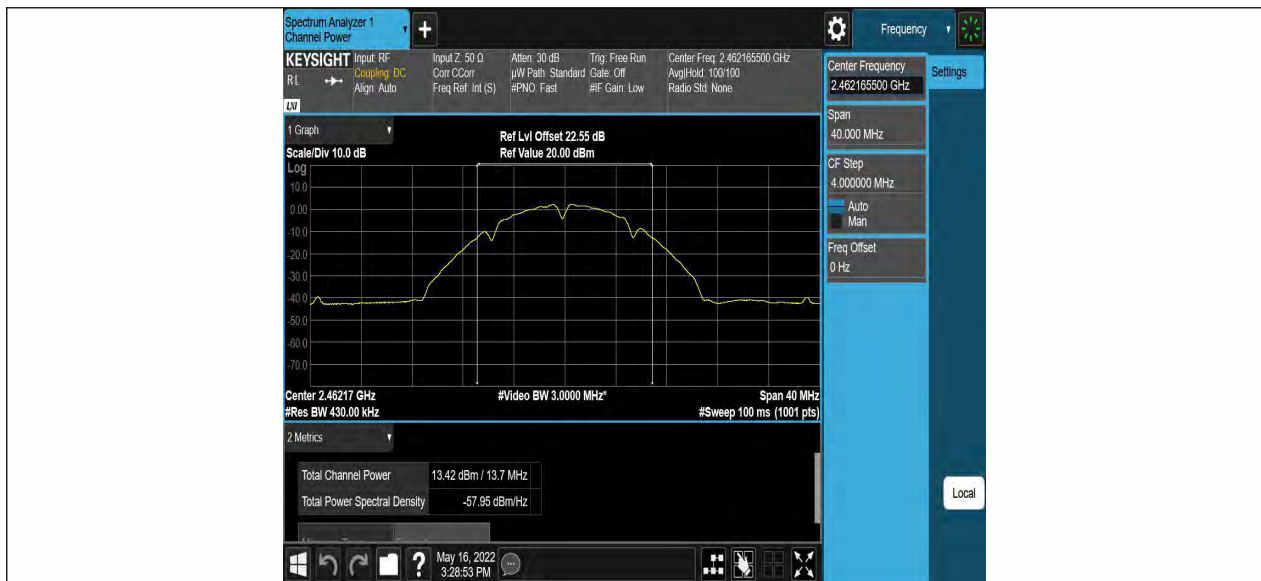 Spectrum Analyzer 1
Channel Power
+
Frequency
KEYSIGHT
RL
LXI
Input: RF
Coupling: DC
Align: Auto
Input Z: 50 Ω
Corr CCorr
Freq Ref: Int (S)
Atten: 30 dB
µW Path: Standard
#PNO: Fast
Trig: Free Run
Gate: Off
#IF Gain: Low
Center Freq: 2.462165500 GHz
Avg|Hold: 100/100
Radio Std: None
Center Frequency
2.462165500 GHz
Settings
Span
40.000 MHz
CF Step
4.000000 MHz
Auto
Man
Freq Offset
0 Hz
1 Graph
Scale/Div 10.0 dB
Ref Lvl Offset 22.55 dB
Ref Value 20.00 dBm
Log
10.0
0.00
-10.0
-20.0
-30.0
-40.0
-50.0
-60.0
-70.0
Center 2.46217 GHz
#Video BW 3.0000 MHz*
Span 40 MHz
#Res BW 430.00 kHz
#Sweep 100 ms (1001 pts)
2 Metrics
Total Channel Power 13.42 dBm / 13.7 MHz
Total Power Spectral Density -57.95 dBm/Hz
Local
?
May 16, 2022
3:28:53 PM